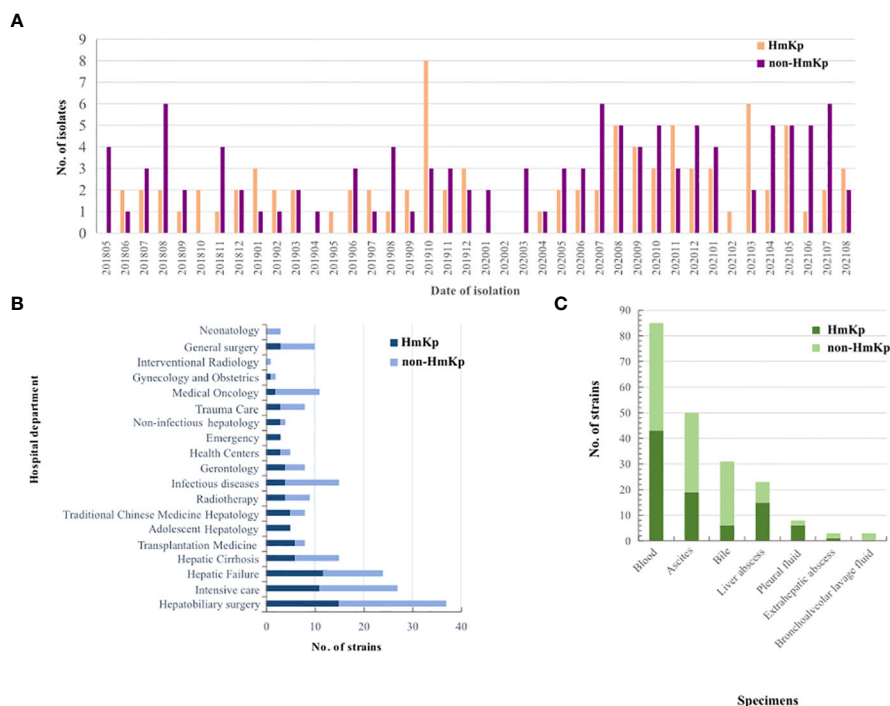 A
9
8
7
6
5
4
3
2
1
0
No. of isolates
HmKp
non-HmKp
201805
201806
201807
201808
201809
201810
201811
201812
201901
201902
201903
201904
201905
201906
201907
201908
201909
201910
201911
201912
202001
202002
202003
202004
202005
202006
202007
202008
202009
202010
202011
202012
202101
202102
202103
202104
202105
202106
202107
202108
Date of isolation
B
Hospital department
Neonatology
General surgery
Interventional Radiology
Gynecology and Obstetrics
Medical Oncology
Trauma Care
Non-infectious hepatology
Emergency
Health Centers
Gerontology
Infectious diseases
Radiotherapy
Traditional Chinese Medicine Hepatology
Adolescent Hepatology
Transplantation Medicine
Hepatic Cirrhosis
Hepatic Failure
Intensive care
Hepatobiliary surgery
HmKp
non-HmKp
0 10 20 30 40
No. of strains
C
90
80
70
60
50
40
30
20
10
0
No. of strains
HmKp
non-HmKp
Blood
Ascites
Bile
Liver abscess
Pleural fluid
Extrahepatic abscess
Bronchoalveolar lavage fluid
Specimens